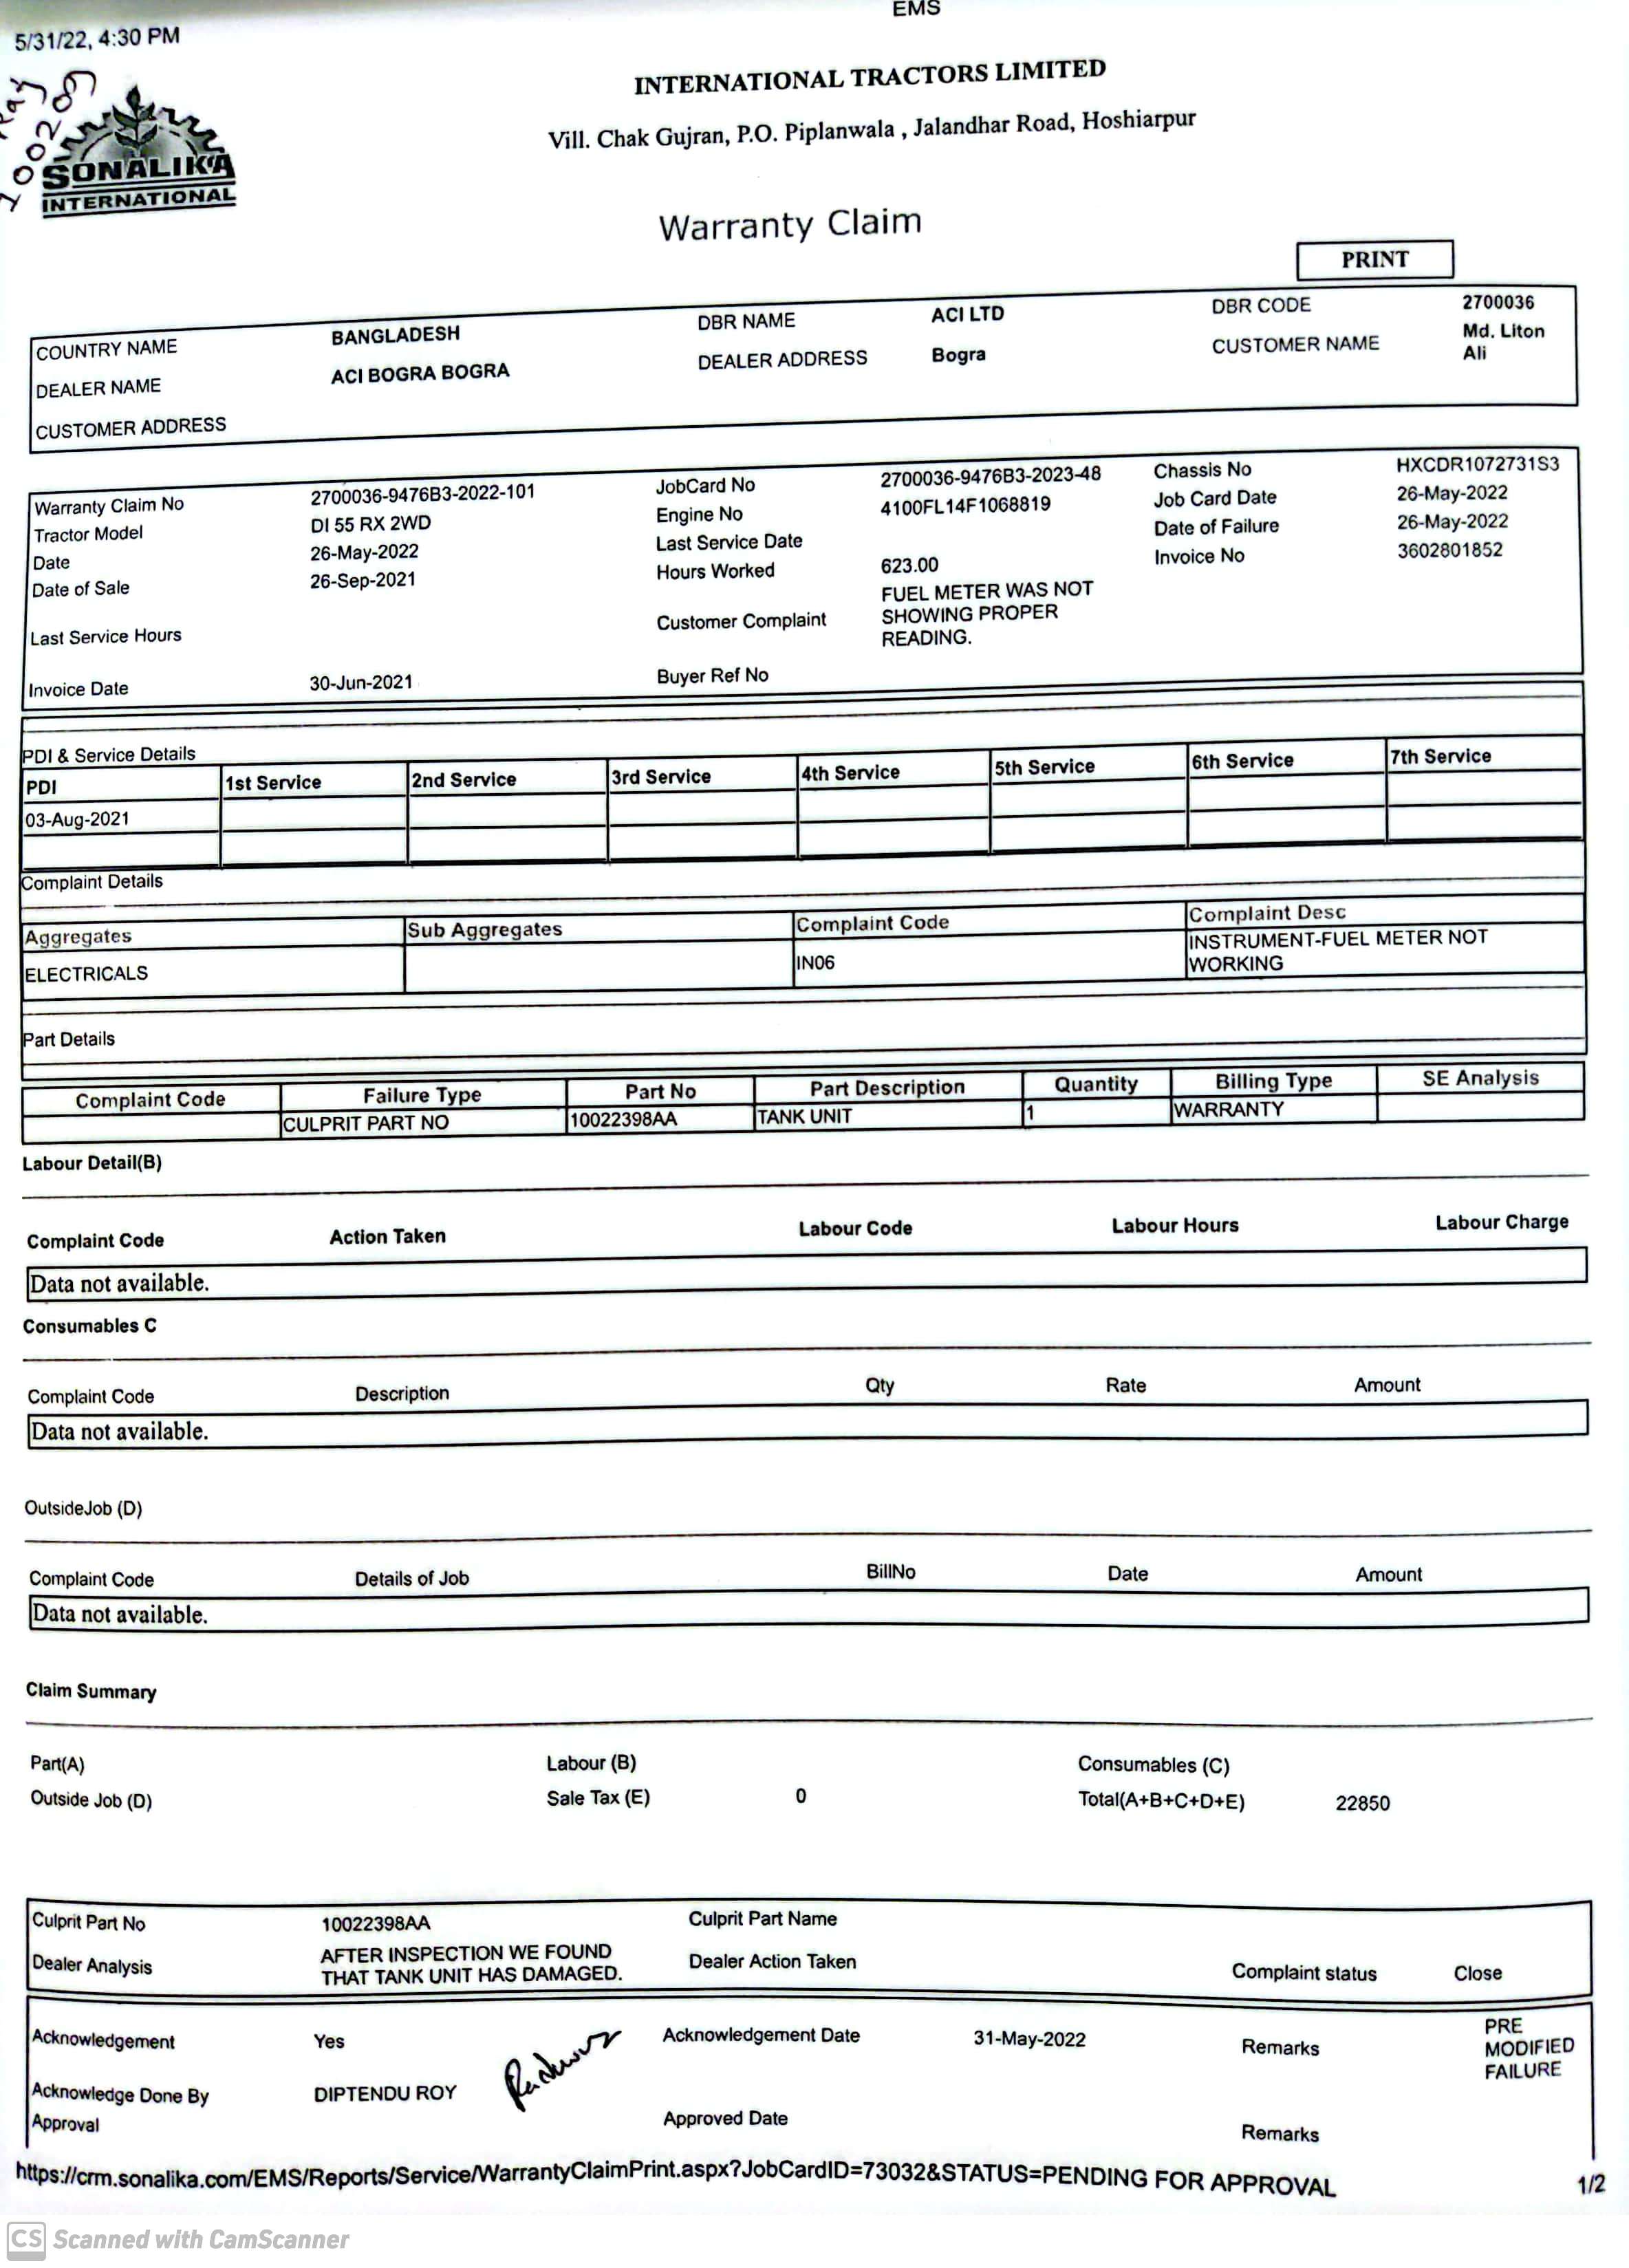 EMS
5/31/22, 4:30 PM
100289
SONALIKA
INTERNATIONAL
INTERNATIONAL TRACTORS LIMITED
Vill. Chak Gujran, P.O. Piplanwala , Jalandhar Road, Hoshiarpur
Warranty Claim
PRINT
COUNTRY NAME BANGLADESH DBR NAME ACI LTD DBR CODE 2700036
DEALER NAME ACI BOGRA BOGRA DEALER ADDRESS Bogra CUSTOMER NAME Md. Liton
Ali
CUSTOMER ADDRESS
Warranty Claim No 2700036-9476B3-2022-101 JobCard No 2700036-9476B3-2023-48 Chassis No HXCDR1072731S3
Tractor Model DI 55 RX 2WD Engine No 4100FL14F1068819 Job Card Date 26-May-2022
Date 26-May-2022 Last Service Date Date of Failure 26-May-2022
Date of Sale 26-Sep-2021 Hours Worked 623.00 Invoice No 3602801852
Last Service Hours Customer Complaint FUEL METER WAS NOT
SHOWING PROPER
READING.
Invoice Date 30-Jun-2021 Buyer Ref No
PDI & Service Details
PDI 1st Service 2nd Service 3rd Service 4th Service 5th Service 6th Service 7th Service
03-Aug-2021
Complaint Details
Aggregates Sub Aggregates Complaint Code Complaint Desc
ELECTRICALS IN06 INSTRUMENT-FUEL METER NOT
WORKING
Part Details
Complaint Code Failure Type Part No Part Description Quantity Billing Type SE Analysis
CULPRIT PART NO 10022398AA TANK UNIT 1 WARRANTY
Labour Detail(B)
Complaint Code Action Taken Labour Code Labour Hours Labour Charge
Data not available.
Consumables C
Complaint Code Description Qty Rate Amount
Data not available.
OutsideJob (D)
Complaint Code Details of Job BillNo Date Amount
Data not available.
Claim Summary
Part(A) Labour (B) Consumables (C)
Outside Job (D) Sale Tax (E) 0 Total(A+B+C+D+E) 22850
Culprit Part No 10022398AA Culprit Part Name
Dealer Analysis AFTER INSPECTION WE FOUND
THAT TANK UNIT HAS DAMAGED. Dealer Action Taken Complaint status Close
Acknowledgement Yes Acknowledgement Date 31-May-2022 Remarks PRE
MODIFIED
FAILURE
Acknowledge Done By DIPTENDU ROY
Approval Approved Date Remarks
https://crm.sonalika.com/EMS/Reports/Service/WarrantyClaimPrint.aspx?JobCardID=73032&STATUS=PENDING FOR APPROVAL 1/2
CS Scanned with CamScanner